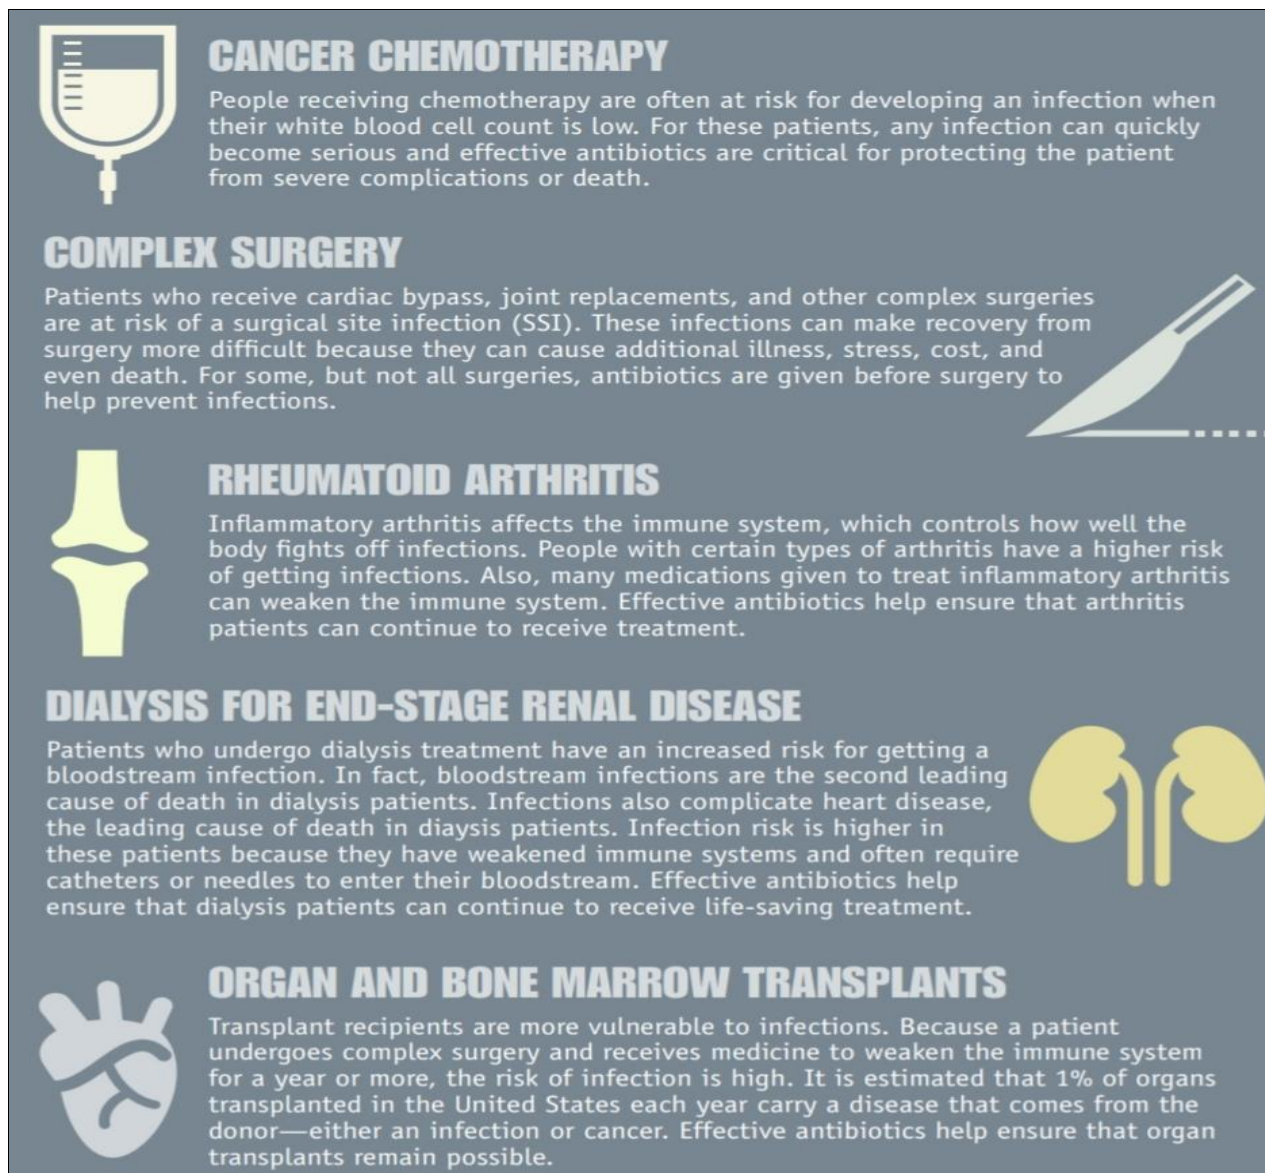 CANCER CHEMOTHERAPY
People receiving chemotherapy are often at risk for developing an infection when
their white blood cell count is low. For these patients, any infection can quickly
become serious and effective antibiotics are critical for protecting the patient
from severe complications or death.
COMPLEX SURGERY
Patients who receive cardiac bypass, joint replacements, and other complex surgeries
are at risk of a surgical site infection (SSI). These infections can make recovery from
surgery more difficult because they can cause additional illness, stress, cost, and
even death. For some, but not all surgeries, antibiotics are given before surgery to
help prevent infections.
RHEUMATOID ARTHRITIS
Inflammatory arthritis affects the immune system, which controls how well the
body fights off infections. People with certain types of arthritis have a higher risk
of getting infections. Also, many medications given to treat inflammatory arthritis
can weaken the immune system. Effective antibiotics help ensure that arthritis
patients can continue to receive treatment.
DIALYSIS FOR END-STAGE RENAL DISEASE
Patients who undergo dialysis treatment have an increased risk for getting a
bloodstream infection. In fact, bloodstream infections are the second leading
cause of death in dialysis patients. Infections also complicate heart disease,
the leading cause of death in diaysis patients. Infection risk is higher in
these patients because they have weakened immune systems and often require
catheters or needles to enter their bloodstream. Effective antibiotics help
ensure that dialysis patients can continue to receive life-saving treatment.
ORGAN AND BONE MARROW TRANSPLANTS
Transplant recipients are more vulnerable to infections. Because a patient
undergoes complex surgery and receives medicine to weaken the immune system
for a year or more, the risk of infection is high. It is estimated that 1% of organs
transplanted in the United States each year carry a disease that comes from the
donor—either an infection or cancer. Effective antibiotics help ensure that organ
transplants remain possible.